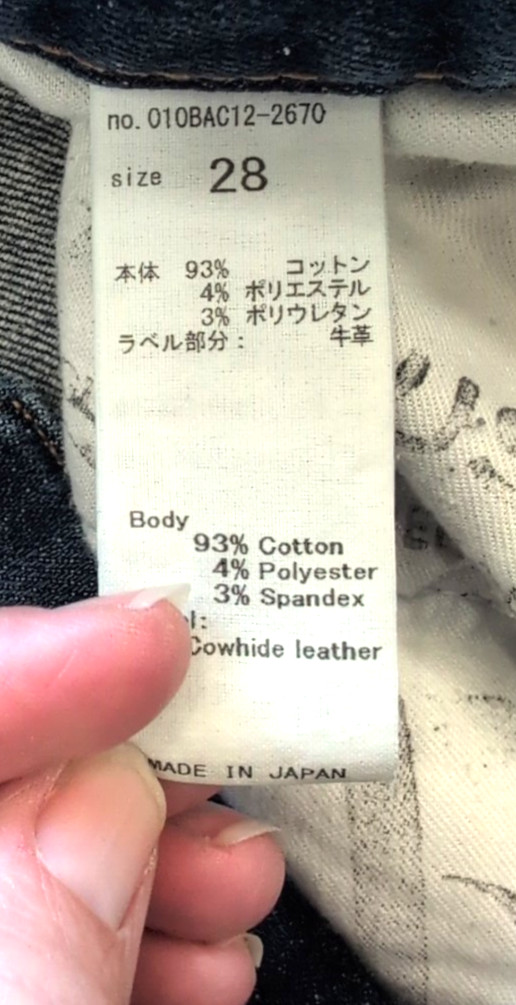 no. 010BAC12-2670
size 28
本体 93% コットン
4% ポリエステル
3% ポリウレタン
ラベル部分： 牛革
Body
93% Cotton
4% Polyester
3% Spandex
Cowhide leather
MADE IN JAPAN